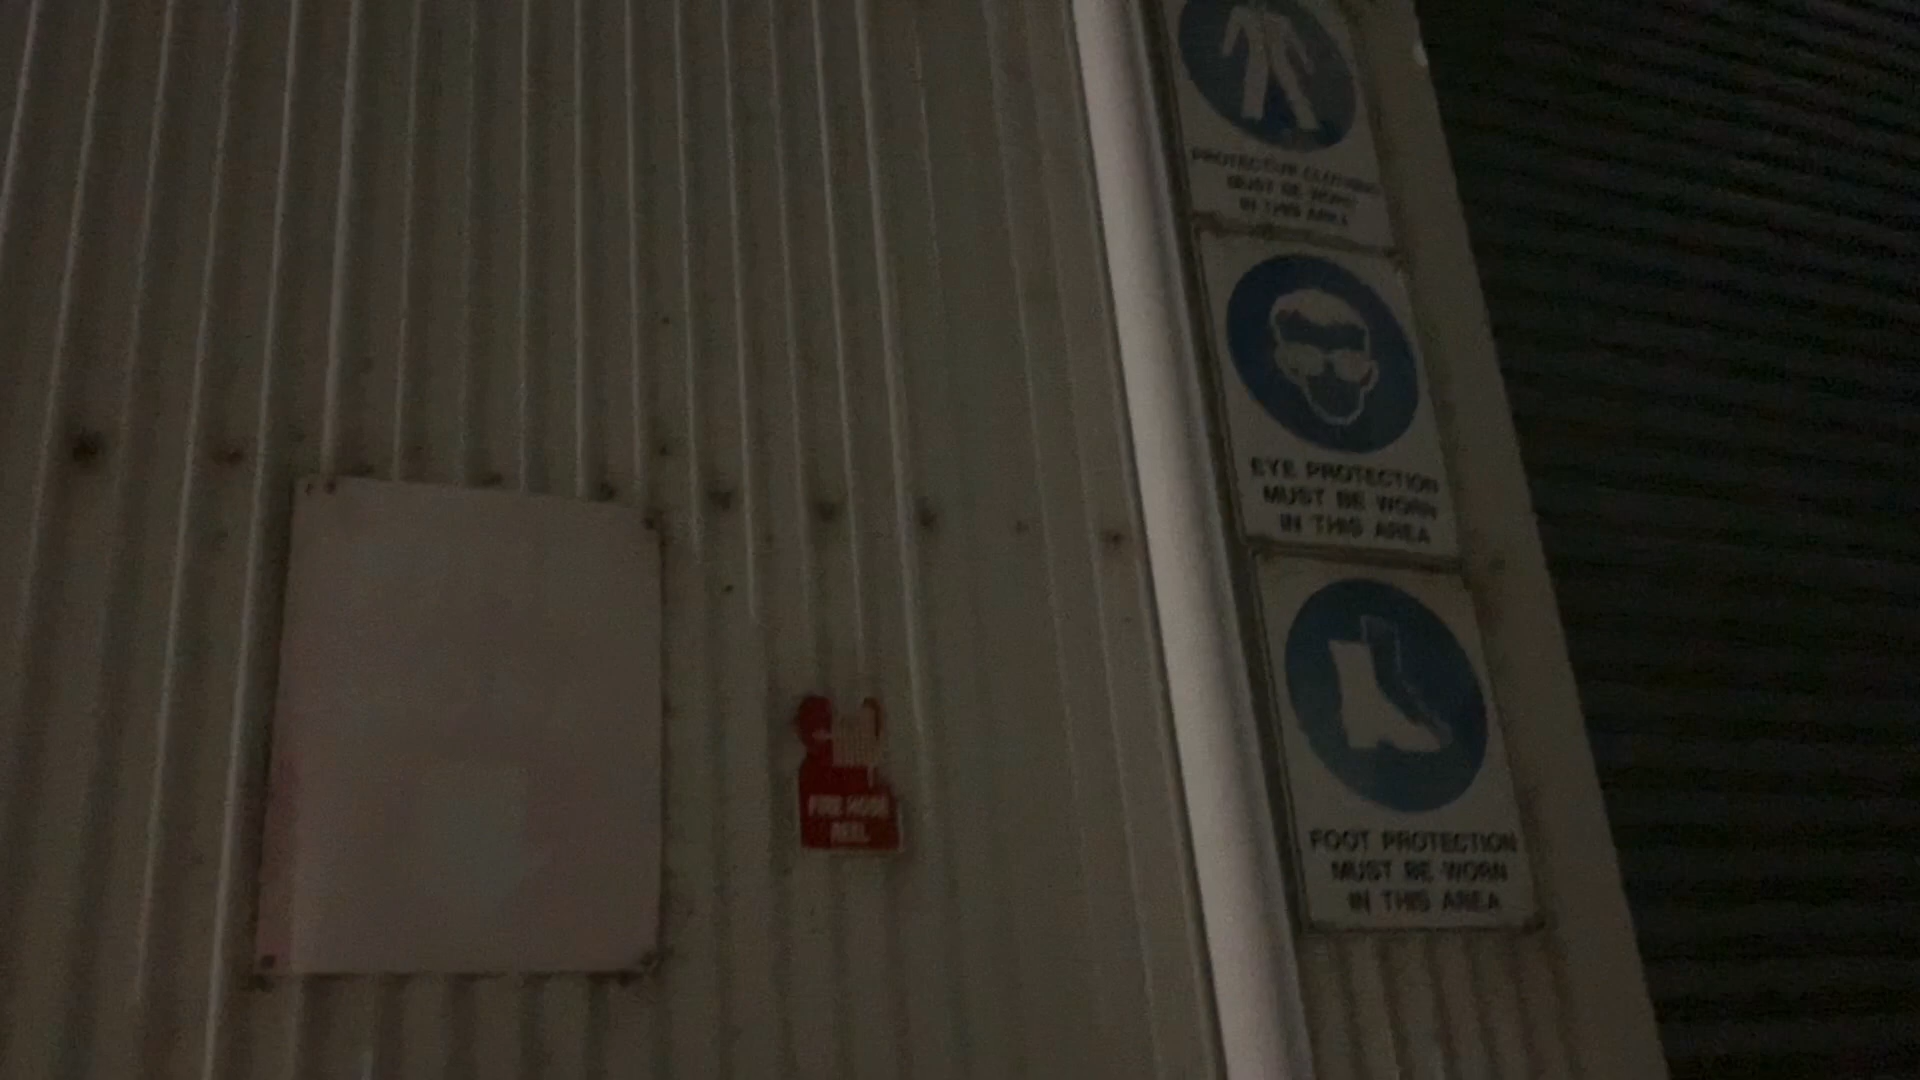 PROTECTIVE CLOTHING
MUST BE WORN
IN THIS AREA
EYE PROTECTION
MUST BE WORN
IN THIS AREA
FIRE HOSE
REEL
FOOT PROTECTION
MUST BE WORN
IN THIS AREA